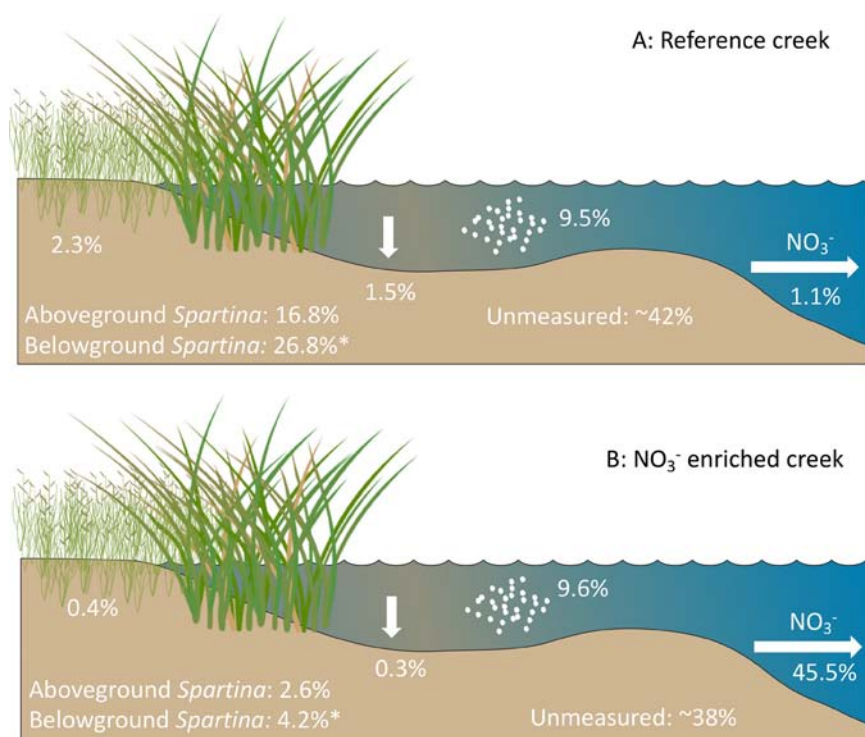 A: Reference creek
9.5%
2.3%
NO₃⁻
1.5%
1.1%
Aboveground Spartina: 16.8%
Unmeasured: ~42%
Belowground Spartina: 26.8%*
B: NO₃⁻ enriched creek
9.6%
0.4%
NO₃⁻
0.3%
45.5%
Aboveground Spartina: 2.6%
Belowground Spartina: 4.2%*
Unmeasured: ~38%